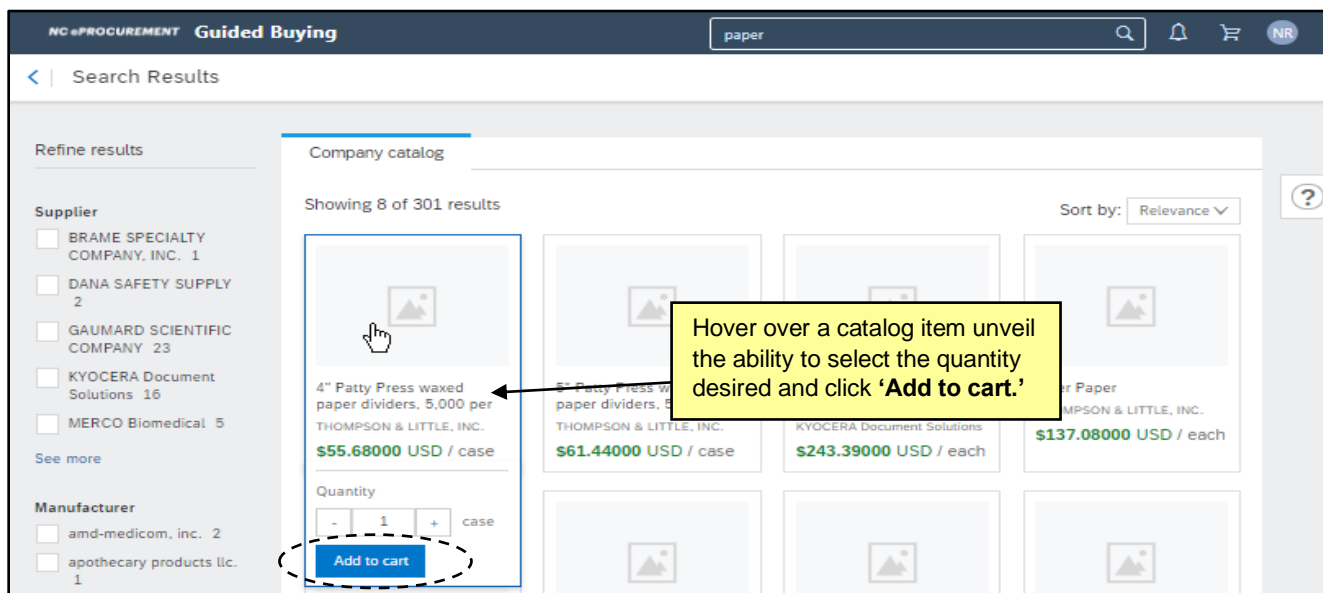 NC ePROCUREMENT Guided Buying
paper
NR
Search Results
Refine results
Supplier
BRAME SPECIALTY
COMPANY, INC. 1
DANA SAFETY SUPPLY
2
GAUMARD SCIENTIFIC
COMPANY 23
KYOCERA Document
Solutions 16
MERCO Biomedical 5
See more
Manufacturer
amd-medicom, inc. 2
apothecary products llc.
1
Company catalog
Showing 8 of 301 results
Sort by: Relevance
?
4" Patty Press waxed
paper dividers, 5,000 per
THOMPSON & LITTLE, INC.
$55.68000 USD / case
Quantity
- 1 + case
Add to cart
5" Patty Press
paper dividers,
THOMPSON & LITTLE, INC.
$61.44000 USD / case
KYOCERA Document Solutions
$243.39000 USD / each
Paper
THOMPSON & LITTLE, INC.
$137.08000 USD / each
Hover over a catalog item unveil
the ability to select the quantity
desired and click ‘Add to cart.’